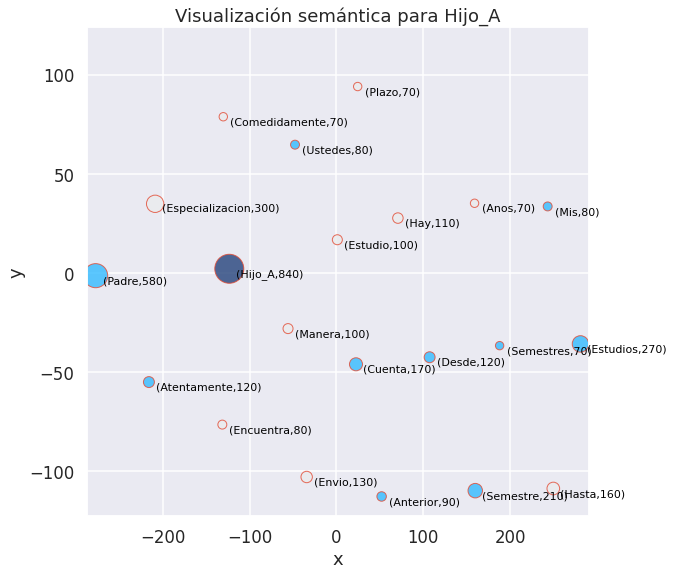 Visualización semántica para Hijo_A
100
(Plazo,70)
(Comedidamente,70)
(Ustedes,80)
50
(Especializacion,300)
(Anos,70)
(Mis,80)
(Hay,110)
(Estudio,100)
y
0
(Padre,580)
(Hijo_A,840)
(Manera,100)
(Semestres,70)
(Estudios,270)
(Cuenta,170)
(Desde,120)
−50
(Atentamente,120)
(Encuentra,80)
−100
(Envio,130)
(Anterior,90)
(Semestre,210)
(Hasta,160)
−200
−100
0
100
200
x